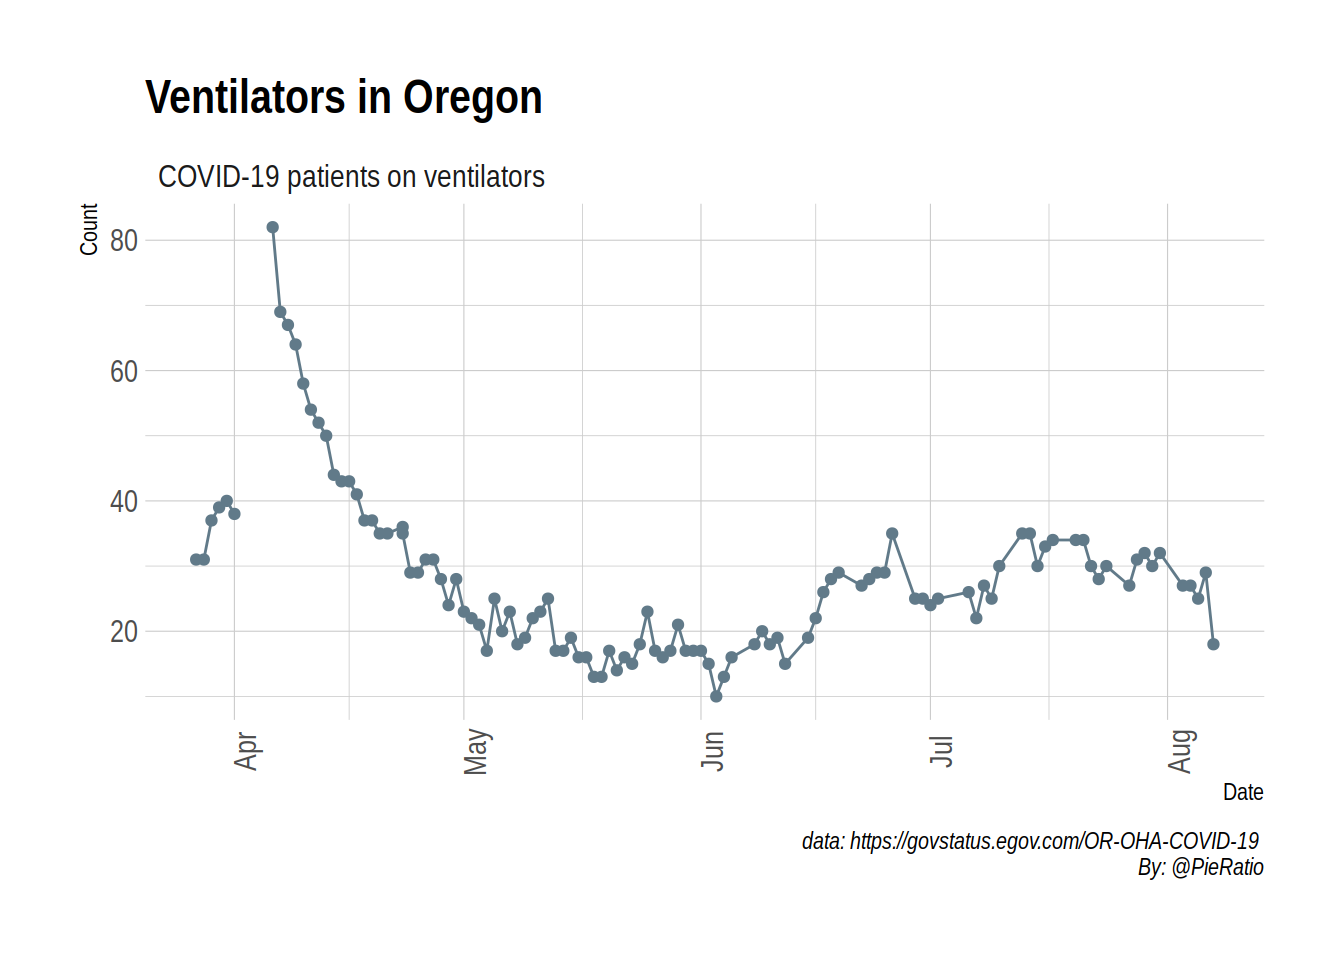 Ventilators in Oregon
COVID-19 patients on ventilators
Count
80
60
40
20
Apr
May
Jun
Jul
Aug
Date
data: https://govstatus.egov.com/OR-OHA-COVID-19
By: @PieRatio